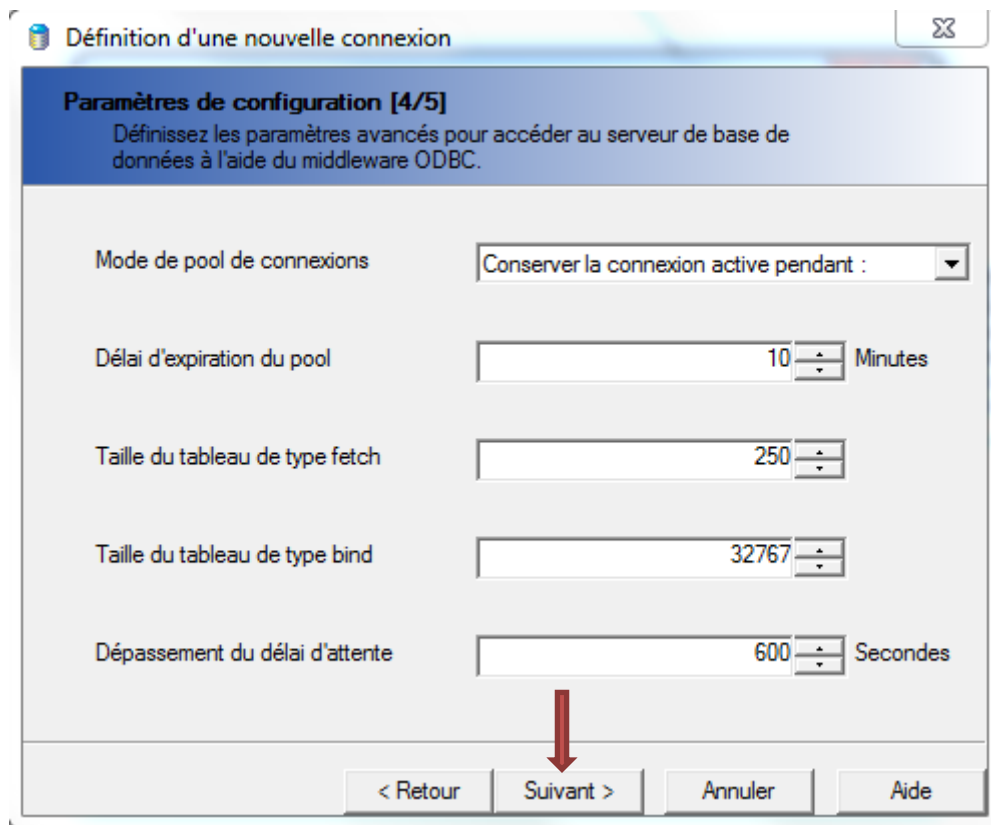 Définition d'une nouvelle connexion
Paramètres de configuration [4/5]
Définissez les paramètres avancés pour accéder au serveur de base de
données à l'aide du middleware ODBC.
Mode de pool de connexions Conserver la connexion active pendant :
Délai d'expiration du pool 10 Minutes
Taille du tableau de type fetch 250
Taille du tableau de type bind 32767
Dépassement du délai d'attente 600 Secondes
< Retour Suivant > Annuler Aide